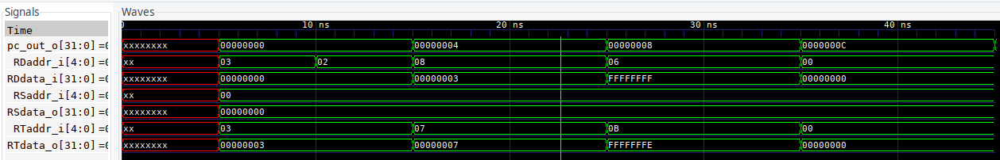 Signals
Waves
Time
0 10 ns 20 ns 30 ns 40 ns
pc_out_o[31:0] =0 xxxxxxxx 00000000 00000004 00000008 0000000C
RDaddr_i[4:0] =0 xx 03 02 08 06 00
RDdata_i[31:0] =0 xxxxxxxx 00000000 00000003 FFFFFFFF 00000000
RSaddr_i[4:0] =0 xx 00
RSdata_o[31:0] =0 xxxxxxxx 00000000
RTaddr_i[4:0] =0 xx 03 07 0B 00
RTdata_o[31:0] =0 xxxxxxxx 00000003 00000007 FFFFFFFE 00000000